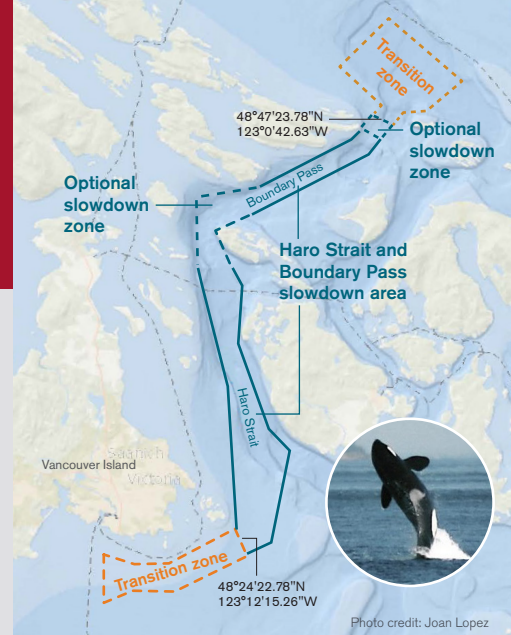 Transition
zone
48°47'23.78"N
123°0'42.63"W
Optional
slowdown
zone
Boundary Pass
Optional
slowdown
zone
Haro Strait and
Boundary Pass
slowdown area
Haro Strait
Saanich
Vancouver Island
Victoria
Transition zone
48°24'22.78"N
123°12'15.26"W
Photo credit: Joan Lopez